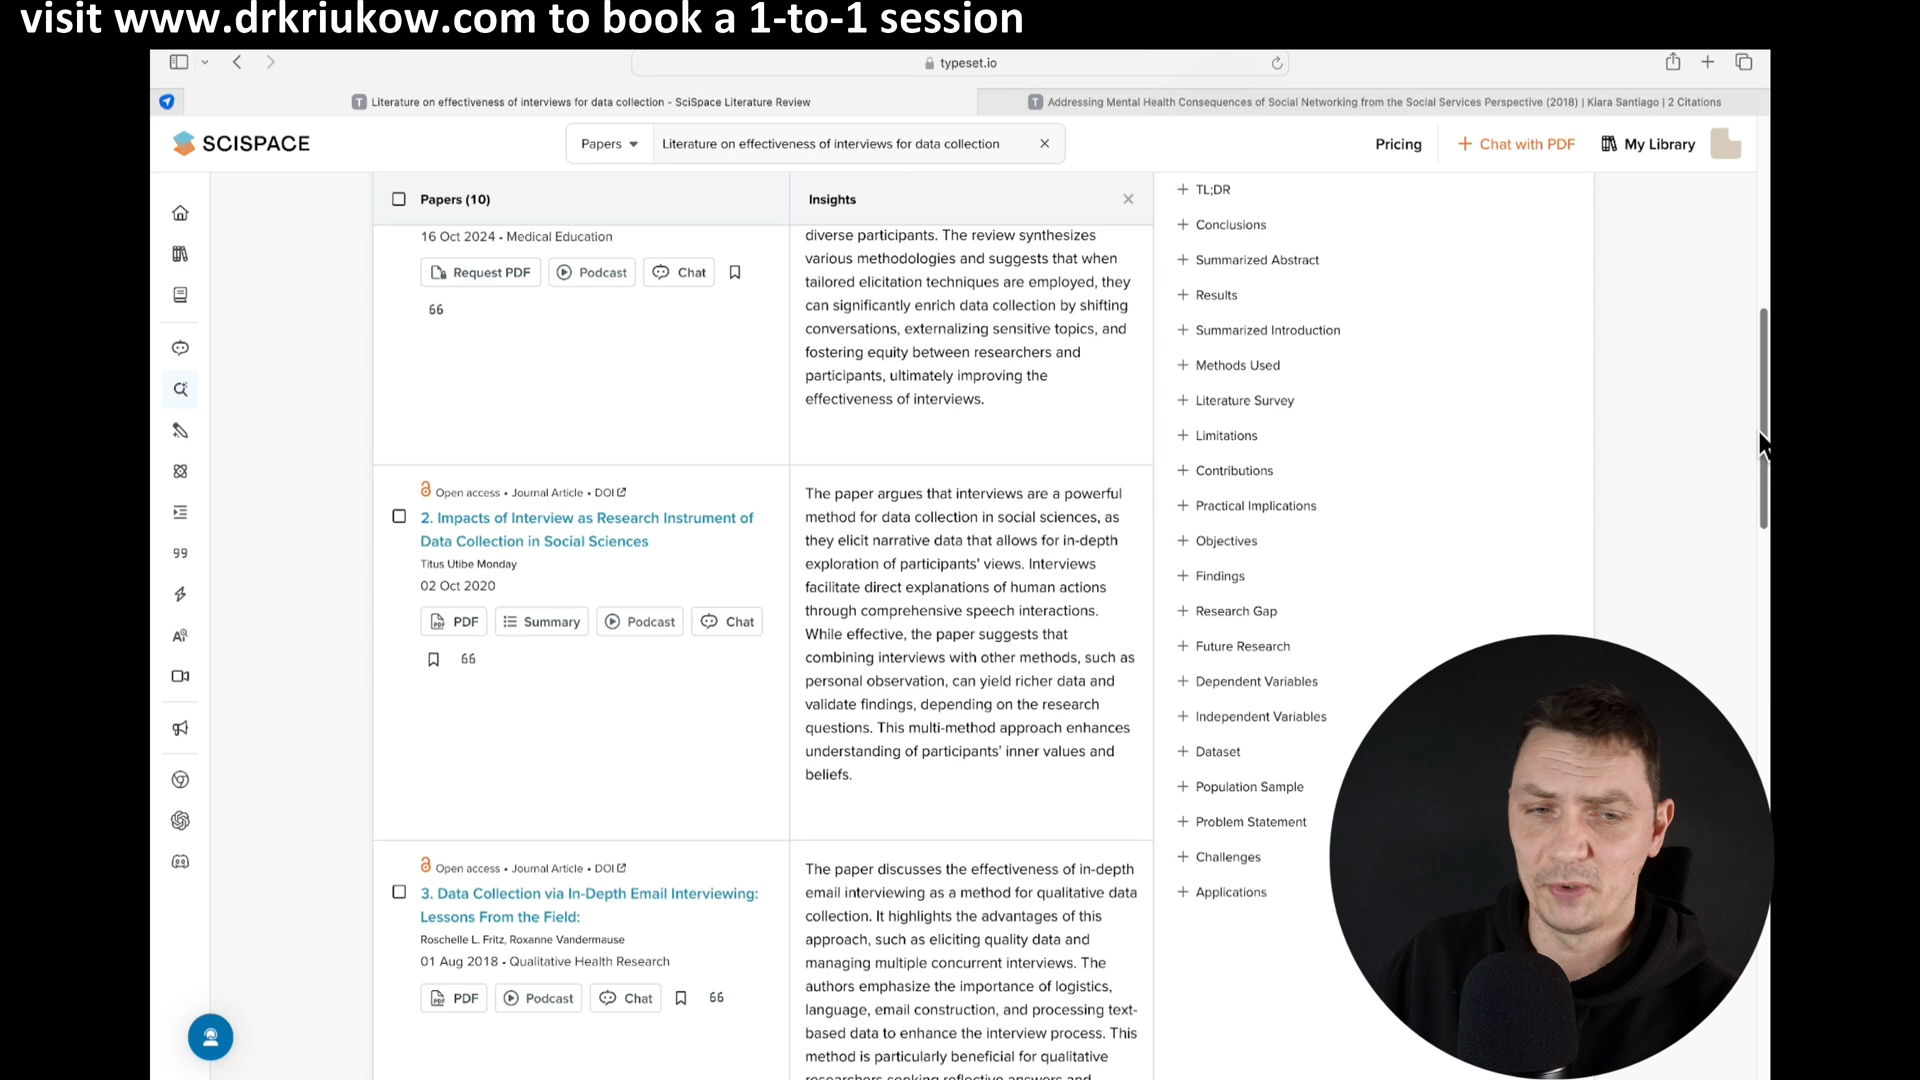 visit www.drkriukow.com to book a 1-to-1 session
typeset.io
Literature on effectiveness of interviews for data collection - SciSpace Literature Review
Addressing Mental Health Consequences of Social Networking from the Social Services Perspective (2018) | Kiara Santiago | 2 Citations
SCISPACE
Papers
Literature on effectiveness of interviews for data collection
Pricing
Chat with PDF
My Library
Papers (10)
16 Oct 2024 • Medical Education
Request PDF
Podcast
Chat
Insights
diverse participants. The review synthesizes
various methodologies and suggests that when
tailored elicitation techniques are employed, they
can significantly enrich data collection by shifting
conversations, externalizing sensitive topics, and
fostering equity between researchers and
participants, ultimately improving the
effectiveness of interviews.
Open access • Journal Article • DOI
2. Impacts of Interview as Research Instrument of
Data Collection in Social Sciences
Titus Utibe Monday
02 Oct 2020
PDF
Summary
Podcast
Chat
The paper argues that interviews are a powerful
method for data collection in social sciences, as
they elicit narrative data that allows for in-depth
exploration of participants' views. Interviews
facilitate direct explanations of human actions
through comprehensive speech interactions.
While effective, the paper suggests that
combining interviews with other methods, such as
personal observation, can yield richer data and
validate findings, depending on the research
questions. This multi-method approach enhances
understanding of participants' inner values and
beliefs.
Open access • Journal Article • DOI
3. Data Collection via In-Depth Email Interviewing:
Lessons From the Field:
Roschelle L. Fritz, Roxanne Vandermause
01 Aug 2018 • Qualitative Health Research
PDF
Podcast
Chat
The paper discusses the effectiveness of in-depth
email interviewing as a method for qualitative data
collection. It highlights the advantages of this
approach, such as eliciting quality data and
managing multiple concurrent interviews. The
authors emphasize the importance of logistics,
language, email construction, and processing text-
based data to enhance the interview process. This
method is particularly beneficial for qualitative
researchers seeking reflective answers and
+ TL;DR
+ Conclusions
+ Summarized Abstract
+ Results
+ Summarized Introduction
+ Methods Used
+ Literature Survey
+ Limitations
+ Contributions
+ Practical Implications
+ Objectives
+ Findings
+ Research Gap
+ Future Research
+ Dependent Variables
+ Independent Variables
+ Dataset
+ Population Sample
+ Problem Statement
+ Challenges
+ Applications